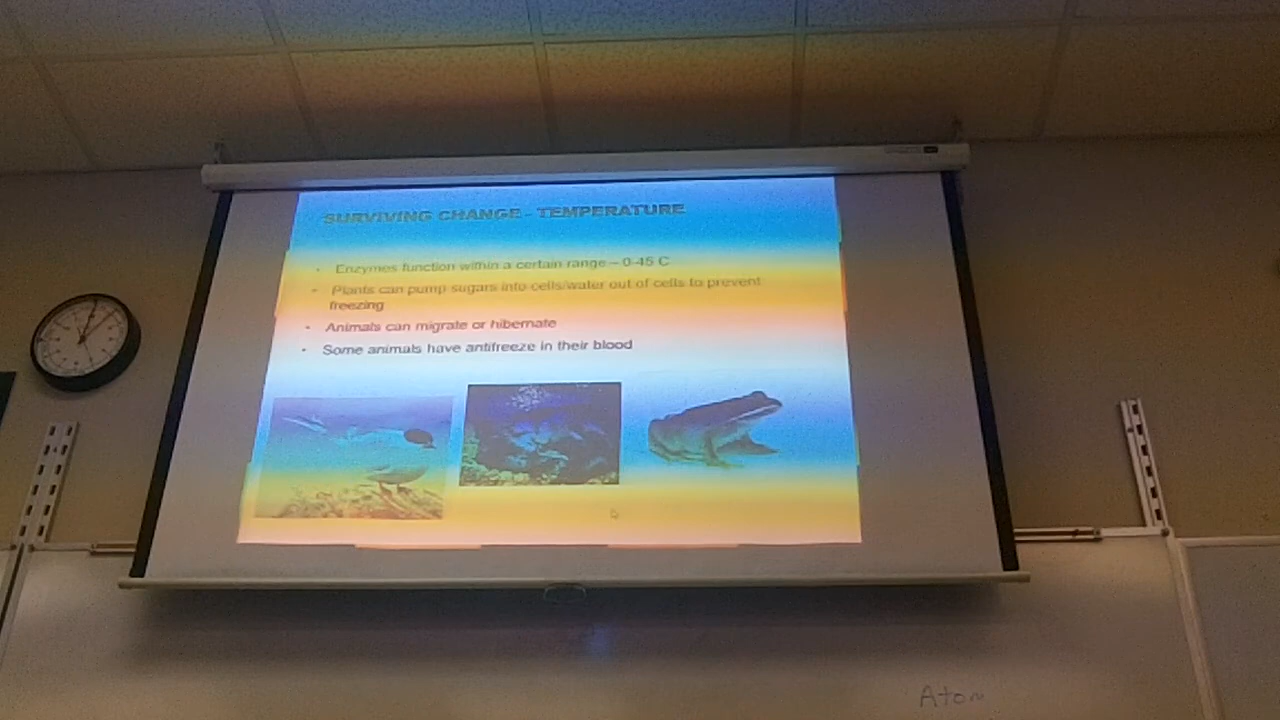 SURVIVING CHANGE - TEMPERATURE
• Enzymes function within a certain range – 0-45 C
• Plants can pump sugars into cells/water out of cells to prevent
freezing
• Animals can migrate or hibernate
• Some animals have antifreeze in their blood
Atom